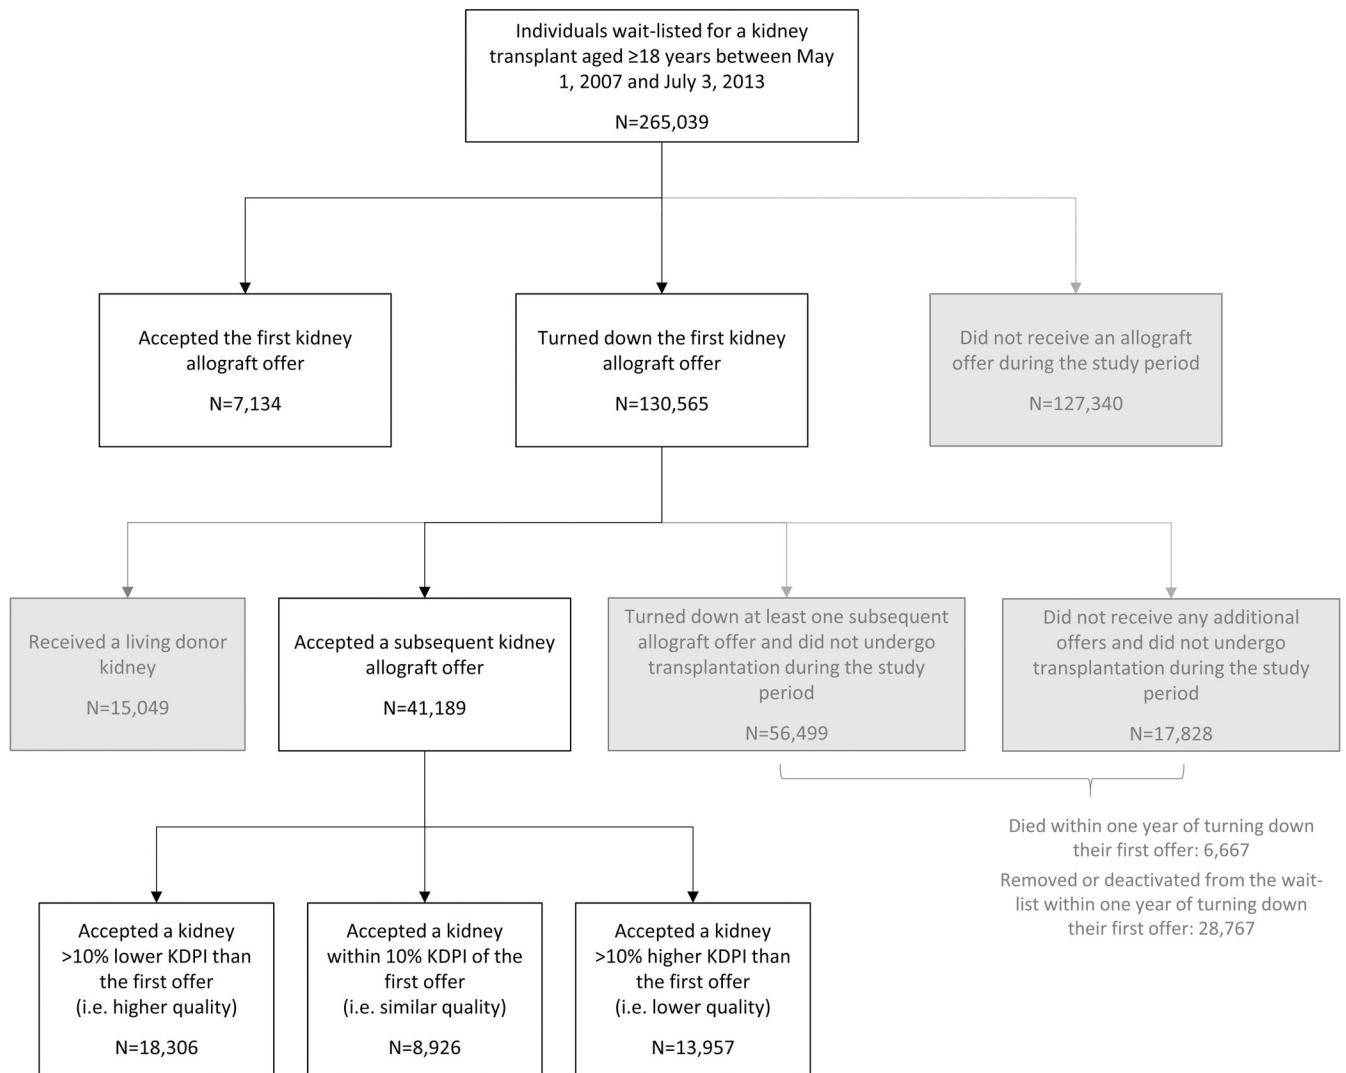 Individuals wait-listed for a kidney
transplant aged ≥18 years between May
1, 2007 and July 3, 2013
N=265,039
Accepted the first kidney
allograft offer
N=7,134
Turned down the first kidney
allograft offer
N=130,565
Did not receive an allograft
offer during the study period
N=127,340
Received a living donor
kidney
N=15,049
Accepted a subsequent kidney
allograft offer
N=41,189
Turned down at least one subsequent
allograft offer and did not undergo
transplantation during the study
period
N=56,499
Did not receive any additional
offers and did not undergo
transplantation during the study
period
N=17,828
Died within one year of turning down
their first offer: 6,667
Removed or deactivated from the wait-
list within one year of turning down
their first offer: 28,767
Accepted a kidney
>10% lower KDPI than
the first offer
(i.e. higher quality)
N=18,306
Accepted a kidney
within 10% KDPI of the
first offer
(i.e. similar quality)
N=8,926
Accepted a kidney
>10% higher KDPI than
the first offer
(i.e. lower quality)
N=13,957